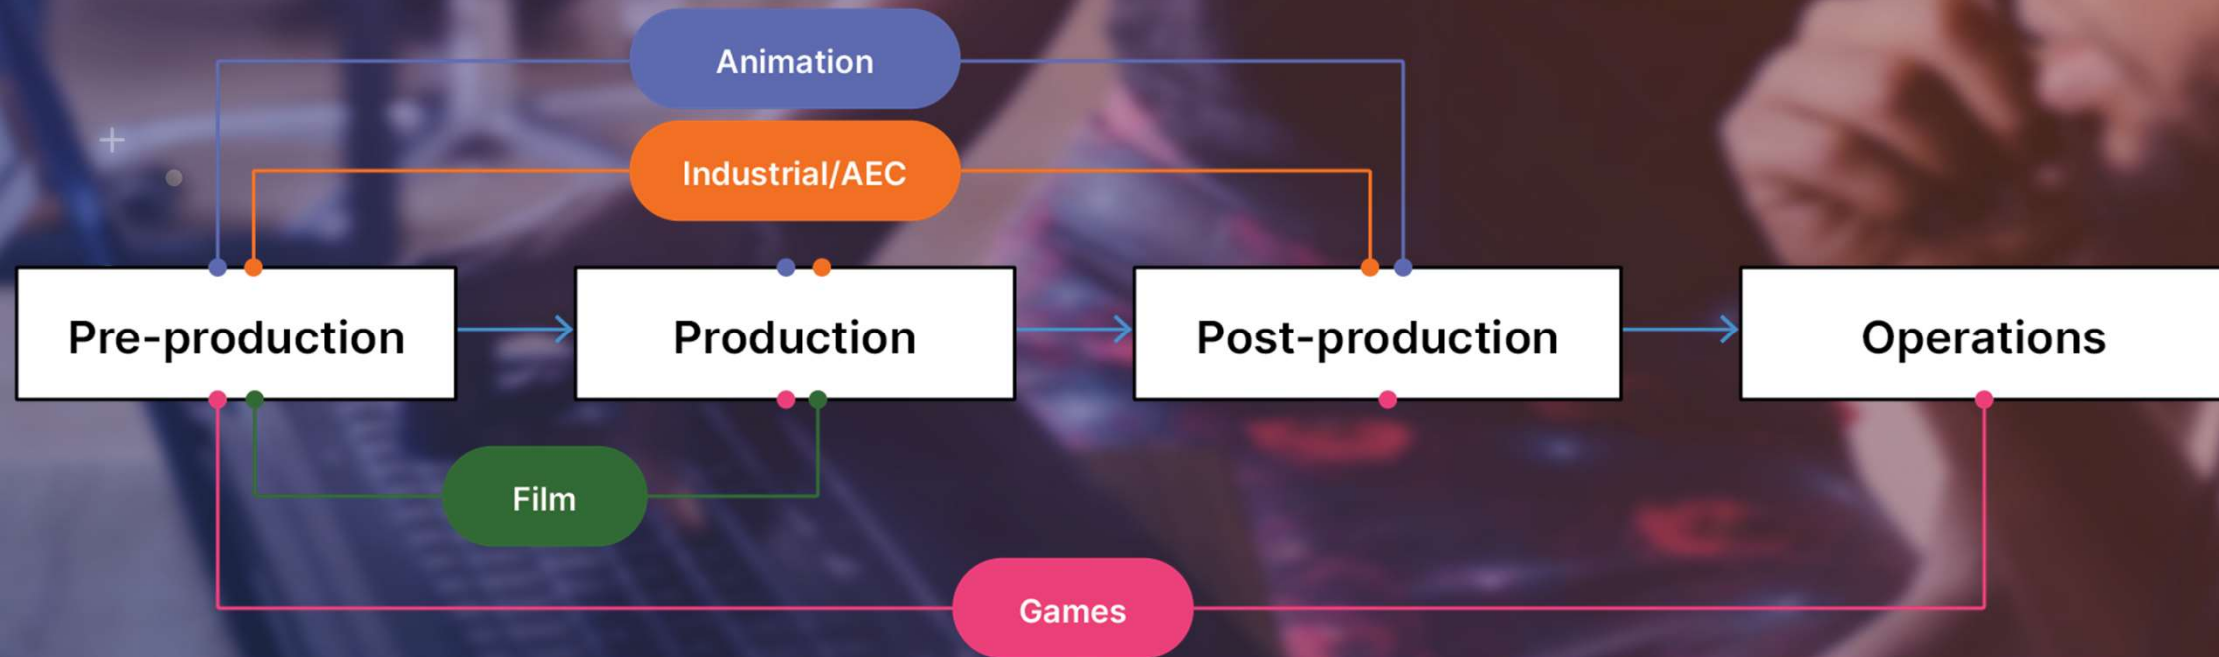 Animation
Industrial/AEC
Pre-production
Production
Post-production
Operations
Film
Games